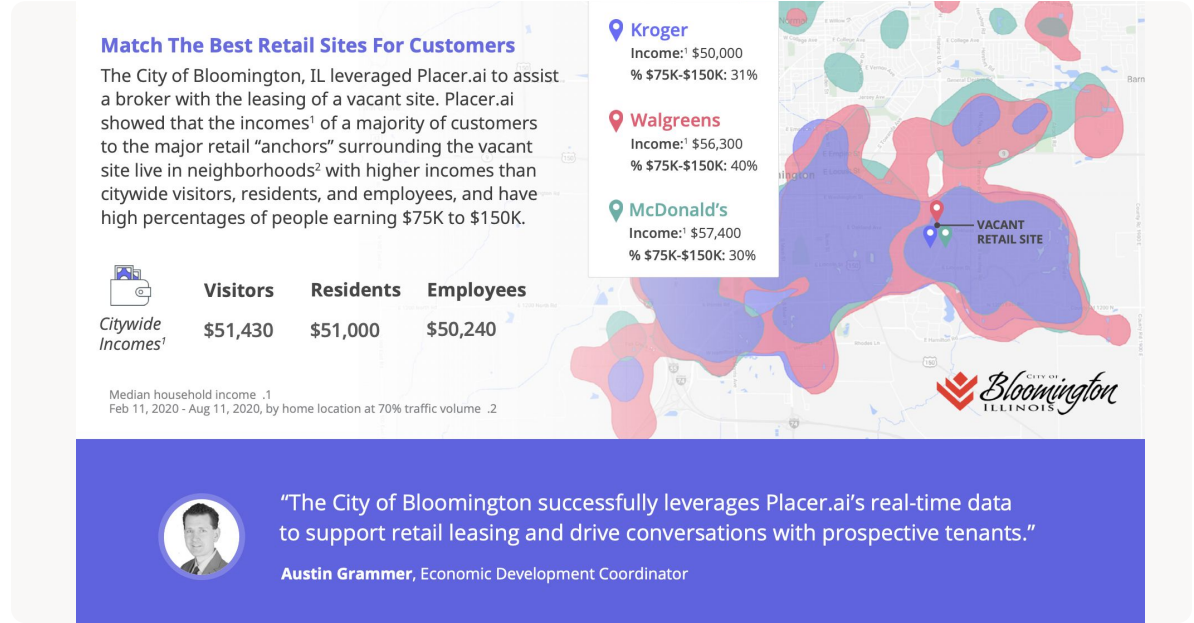 Match The Best Retail Sites For Customers
The City of Bloomington, IL leveraged Placer.ai to assist
a broker with the leasing of a vacant site. Placer.ai
showed that the incomes¹ of a majority of customers
to the major retail “anchors” surrounding the vacant
site live in neighborhoods² with higher incomes than
citywide visitors, residents, and employees, and have
high percentages of people earning $75K to $150K.
Citywide
Incomes¹
Visitors Residents Employees
$51,430 $51,000 $50,240
Median household income .1
Feb 11, 2020 - Aug 11, 2020, by home location at 70% traffic volume .2
Kroger
Income:¹ $50,000
% $75K-$150K: 31%
Walgreens
Income:¹ $56,300
% $75K-$150K: 40%
McDonald’s
Income:¹ $57,400
% $75K-$150K: 30%
Normal
Barn
VACANT
RETAIL SITE
CITY OF
Bloomington
ILLINOIS
“The City of Bloomington successfully leverages Placer.ai’s real-time data
to support retail leasing and drive conversations with prospective tenants.”
Austin Grammer, Economic Development Coordinator